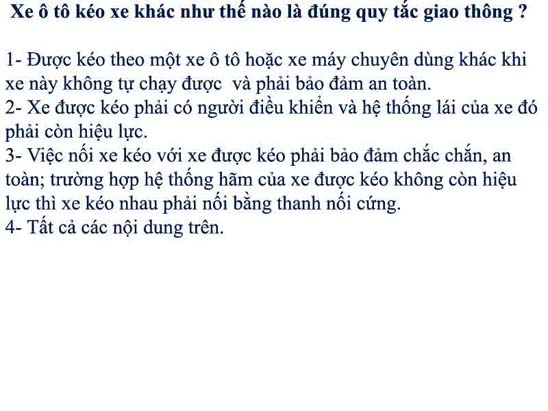 Xe ô tô kéo xe khác như thế nào là đúng quy tắc giao thông ?
1- Được kéo theo một xe ô tô hoặc xe máy chuyên dùng khác khi
xe này không tự chạy được và phải bảo đảm an toàn.
2- Xe được kéo phải có người điều khiển và hệ thống lái của xe đó
phải còn hiệu lực.
3- Việc nối xe kéo với xe được kéo phải bảo đảm chắc chắn, an
toàn; trường hợp hệ thống hãm của xe được kéo không còn hiệu
lực thì xe kéo nhau phải nối bằng thanh nối cứng.
4- Tất cả các nội dung trên.